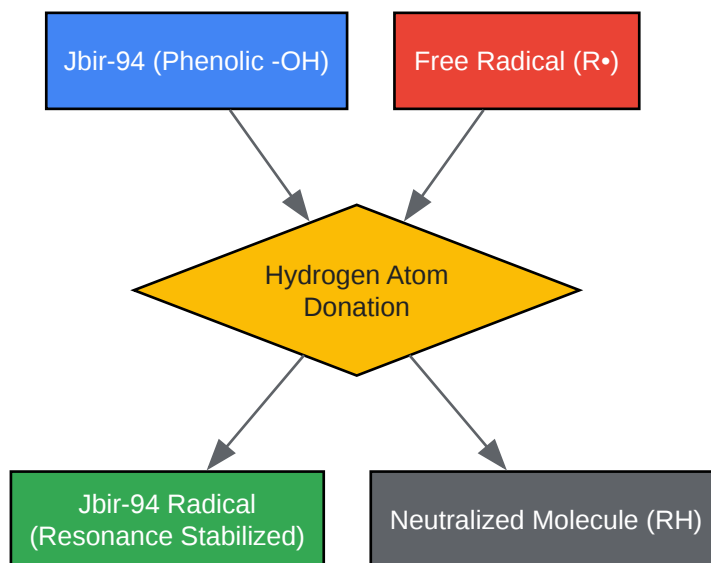 Jbir-94 (Phenolic -OH)
Free Radical (R•)
Hydrogen Atom
Donation
Jbir-94 Radical
(Resonance Stabilized)
Neutralized Molecule (RH)